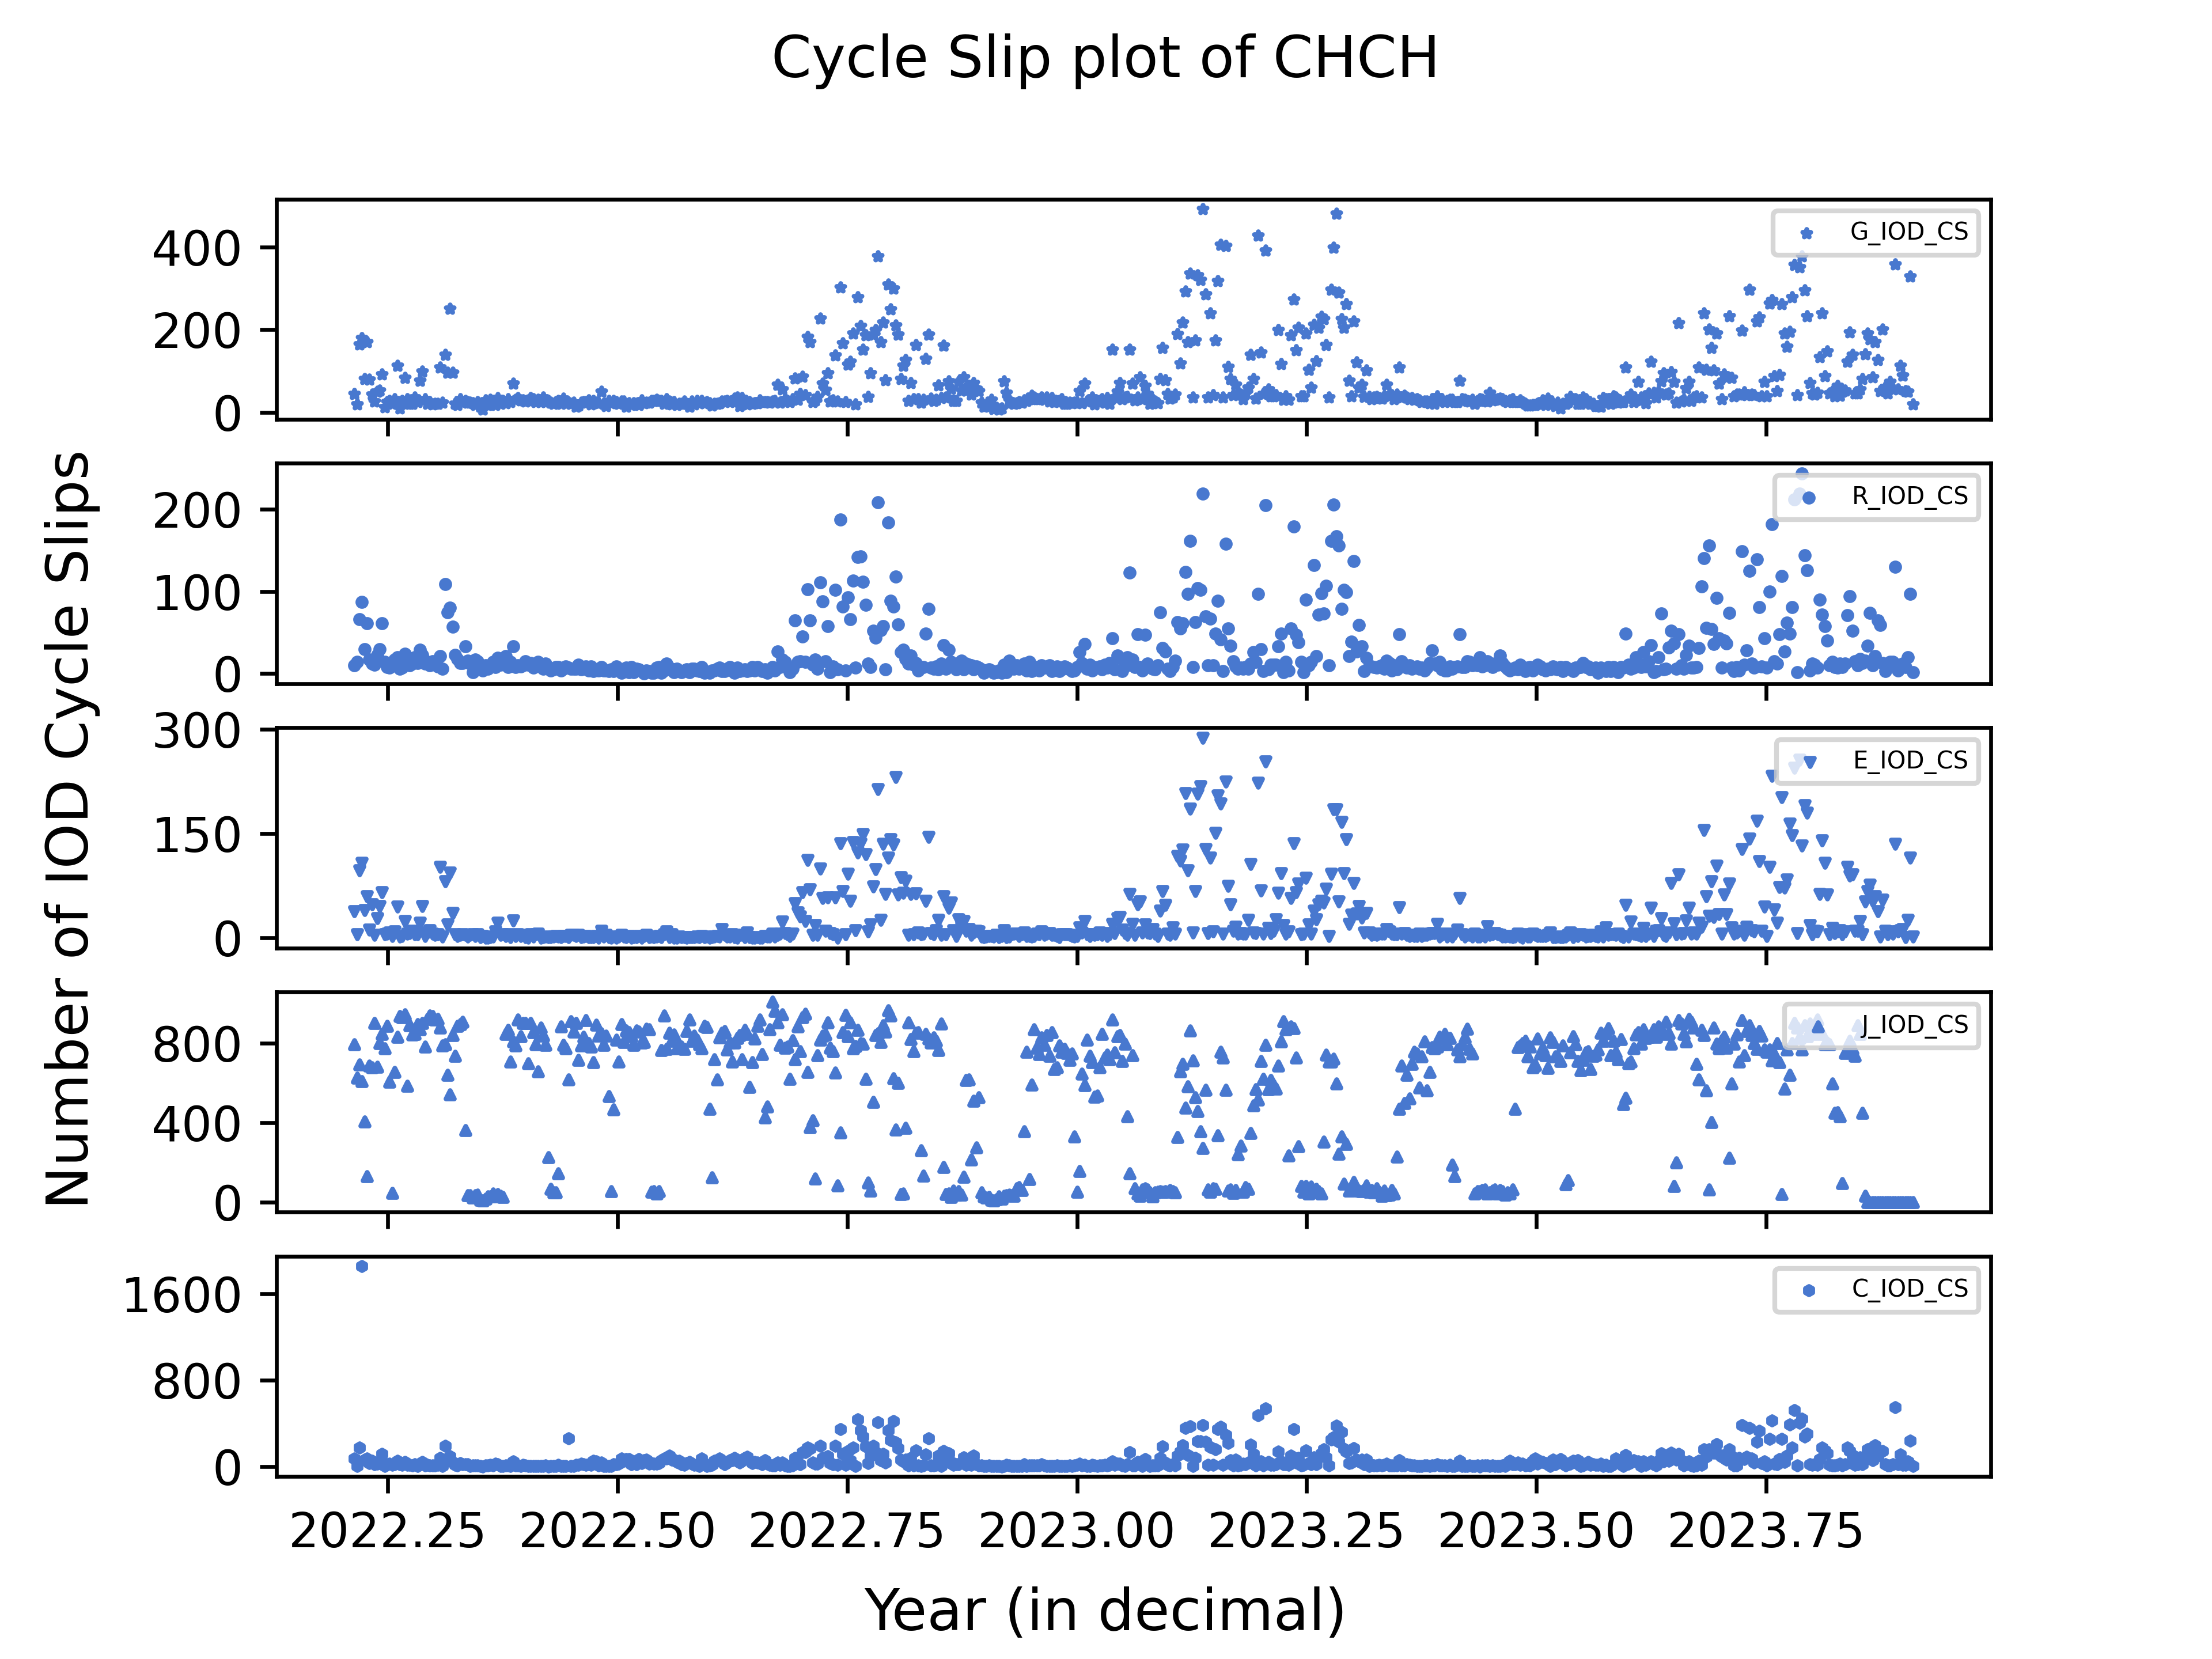 Cycle Slip plot of CHCH
Number of IOD Cycle Slips
400
200
0
G_IOD_CS
200
100
0
R_IOD_CS
300
150
0
E_IOD_CS
800
400
0
J_IOD_CS
1600
800
0
C_IOD_CS
2022.25 2022.50 2022.75 2023.00 2023.25 2023.50 2023.75
Year (in decimal)